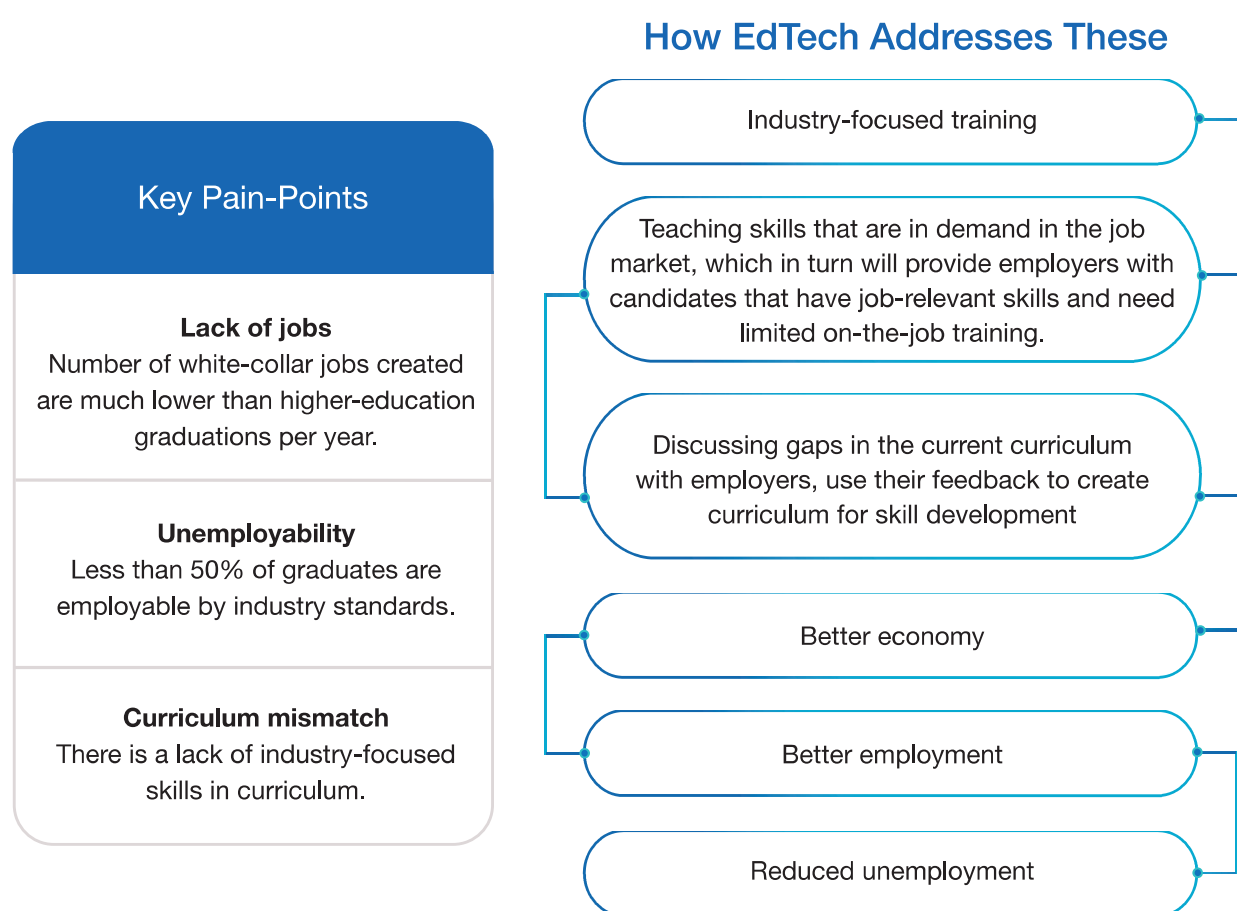 How EdTech Addresses These
Key Pain-Points
Lack of jobs
Number of white-collar jobs created
are much lower than higher-education
graduations per year.
Unemployability
Less than 50% of graduates are
employable by industry standards.
Curriculum mismatch
There is a lack of industry-focused
skills in curriculum.
Industry-focused training
Teaching skills that are in demand in the job
market, which in turn will provide employers with
candidates that have job-relevant skills and need
limited on-the-job training.
Discussing gaps in the current curriculum
with employers, use their feedback to create
curriculum for skill development
Better economy
Better employment
Reduced unemployment